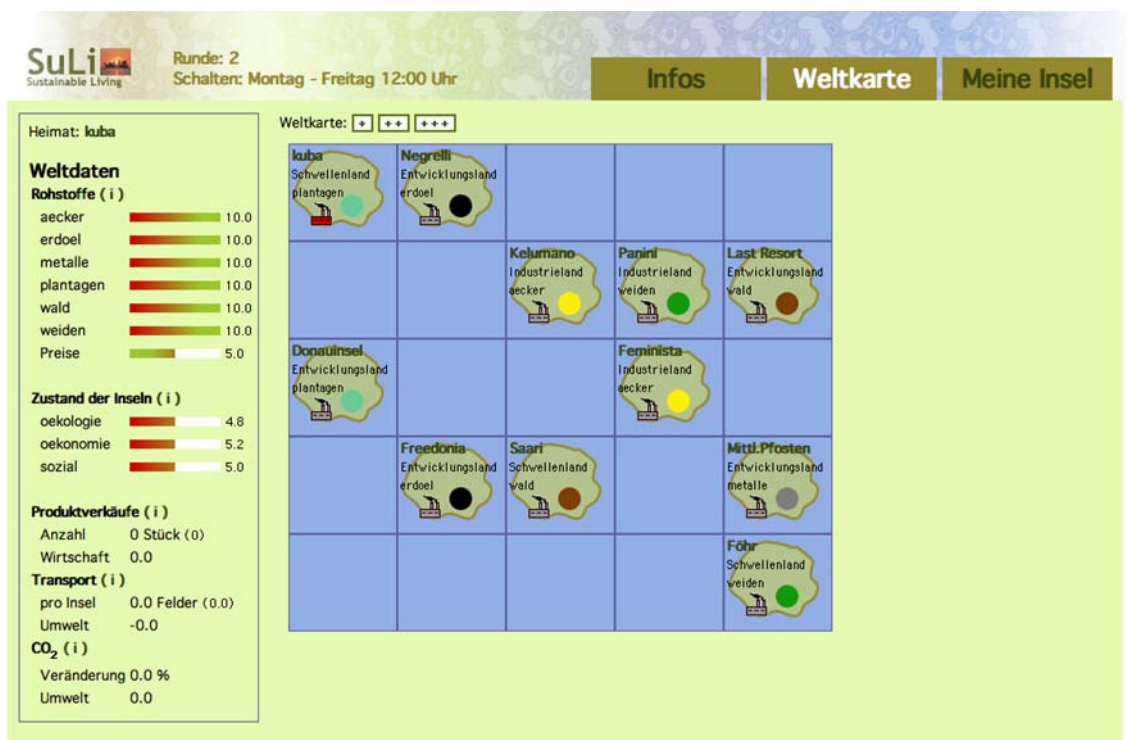 SuLi
Sustainable Living
Runde: 2
Schalten: Montag - Freitag 12:00 Uhr
Infos
Weltkarte
Meine Insel
Heimat: kuba
Weltdaten
Rohstoffe ( i )
aecker 10.0
erdoel 10.0
metalle 10.0
plantagen 10.0
wald 10.0
weiden 10.0
Preise 5.0
Zustand der Inseln ( i )
oekologie 4.8
oekonomie 5.2
sozial 5.0
Produktverkäufe ( i )
Anzahl 0 Stück (0)
Wirtschaft 0.0
Transport ( i )
pro Insel 0.0 Felder (0.0)
Umwelt -0.0
CO2 ( i )
Veränderung 0.0 %
Umwelt 0.0
Weltkarte: + ++ +++
kuba
Schwellenland
plantagen
Negrelli
Entwicklungsland
erdoel
Kelumano
Industrieland
aecker
Panini
Industrieland
weiden
Last Resort
Entwicklungsland
wald
Donauinsel
Entwicklungsland
plantagen
Feminista
Industrieland
aecker
Freedonia
Entwicklungsland
erdoel
Saari
Schwellenland
wald
Mittl.Pfosten
Entwicklungsland
metalle
Föhr
Schwellenland
weiden